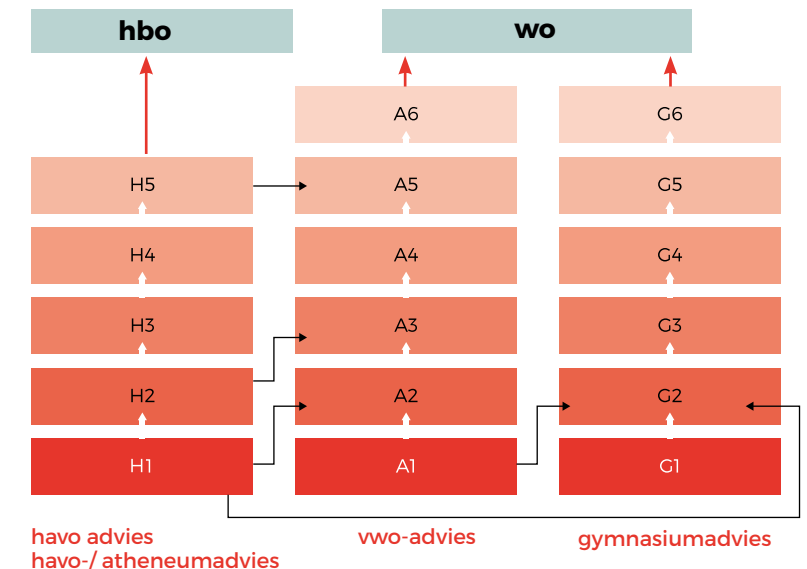 hbo
wo
A6
G6
H5
A5
G5
H4
A4
G4
H3
A3
G3
H2
A2
G2
H1
A1
G1
havo advies
havo-/ atheneumadvies
vwo-advies
gymnasiumadvies